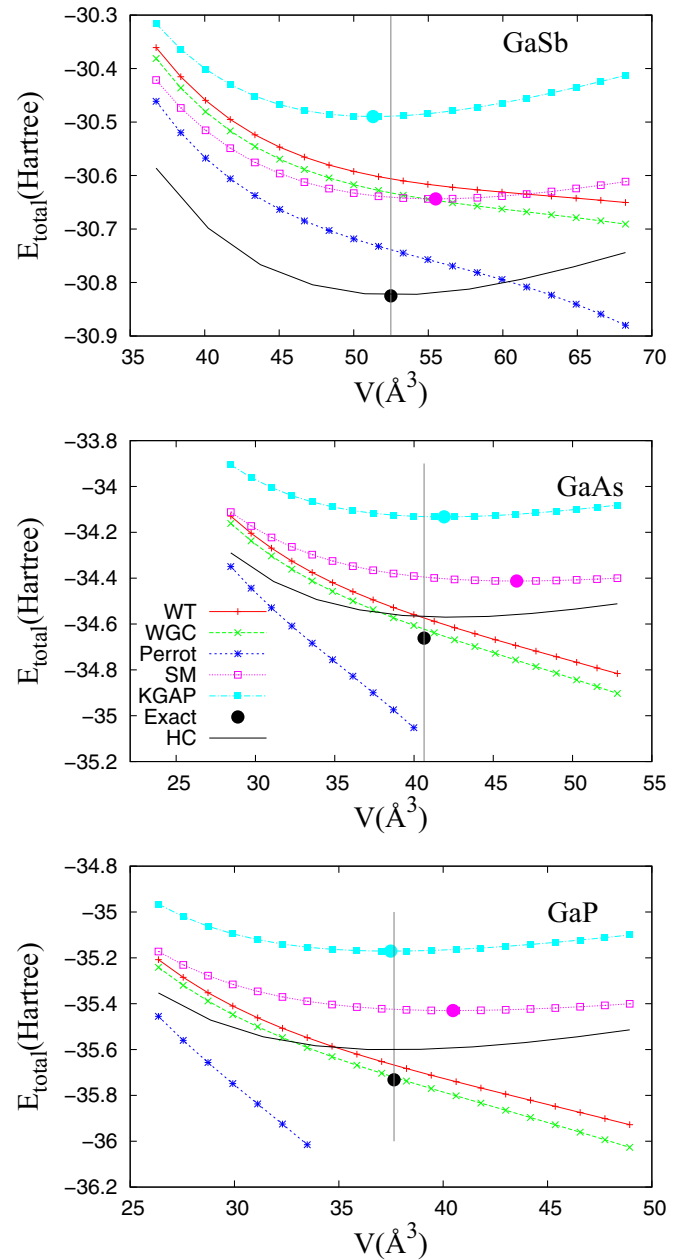 GaSb
E_total(Hartree)
−30.3
−30.4
−30.5
−30.6
−30.7
−30.8
−30.9
35 40 45 50 55 60 65 70
V(Å³)
GaAs
E_total(Hartree)
−33.8
−34
−34.2
−34.4
−34.6
−34.8
−35
−35.2
WT
WGC
Perrot
SM
KGAP
Exact
HC
25 30 35 40 45 50 55
V(Å³)
GaP
E_total(Hartree)
−34.8
−35
−35.2
−35.4
−35.6
−35.8
−36
−36.2
25 30 35 40 45 50
V(Å³)